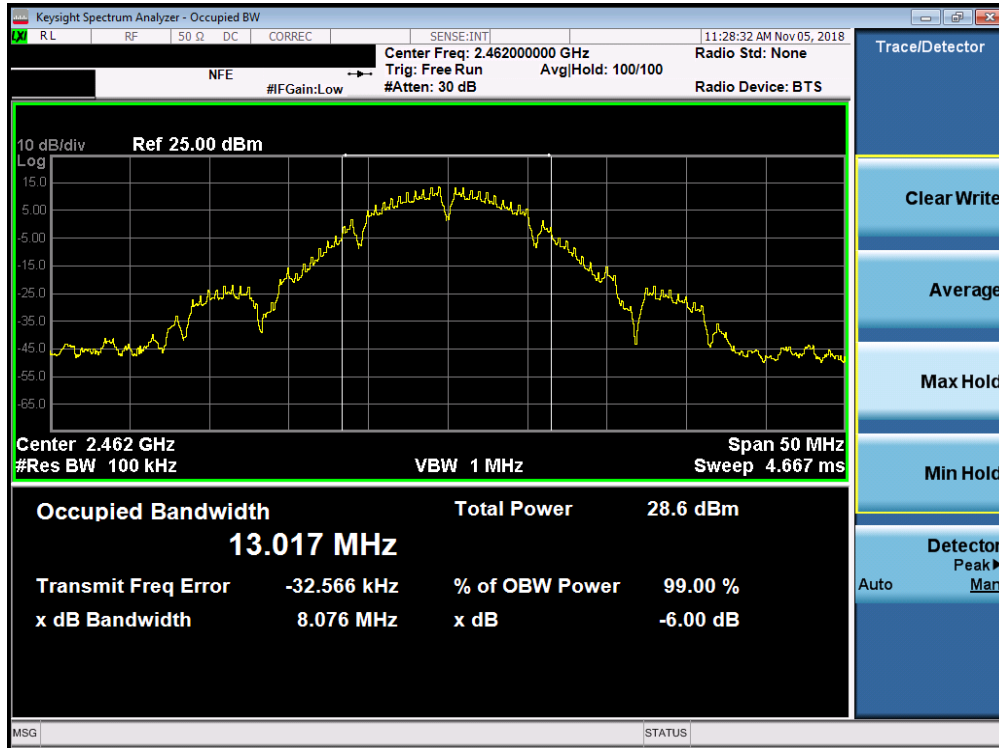 Keysight Spectrum Analyzer - Occupied BW
LXI RL RF 50 Ω DC CORREC SENSE:INT 11:28:32 AM Nov 05, 2018
Center Freq: 2.462000000 GHz Radio Std: None
NFE Trig: Free Run Avg|Hold: 100/100
#IFGain:Low #Atten: 30 dB Radio Device: BTS
10 dB/div Ref 25.00 dBm
Log
15.0
5.00
-5.00
-15.0
-25.0
-35.0
-45.0
-55.0
-65.0
Center 2.462 GHz Span 50 MHz
#Res BW 100 kHz VBW 1 MHz Sweep 4.667 ms
Occupied Bandwidth Total Power 28.6 dBm
13.017 MHz
Transmit Freq Error -32.566 kHz % of OBW Power 99.00 %
x dB Bandwidth 8.076 MHz x dB -6.00 dB
MSG STATUS
Trace/Detector
Clear Write
Average
Max Hold
Min Hold
Detector
Peak
Auto Man